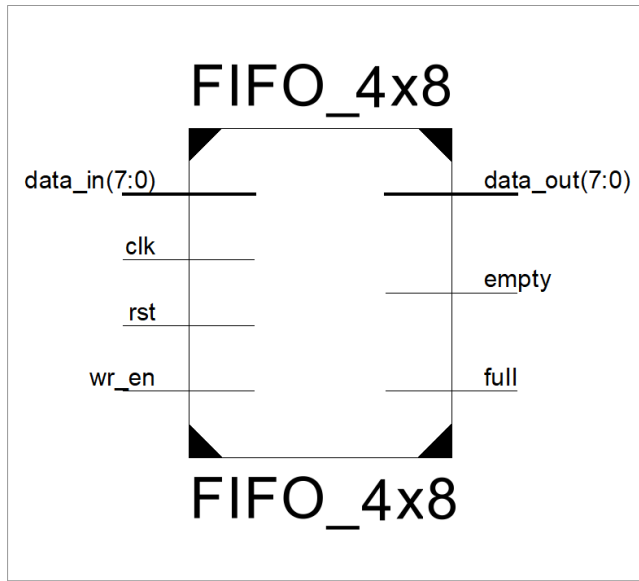 FIFO_4x8
data_in(7:0)
data_out(7:0)
clk
empty
rst
wr_en
full
FIFO_4x8